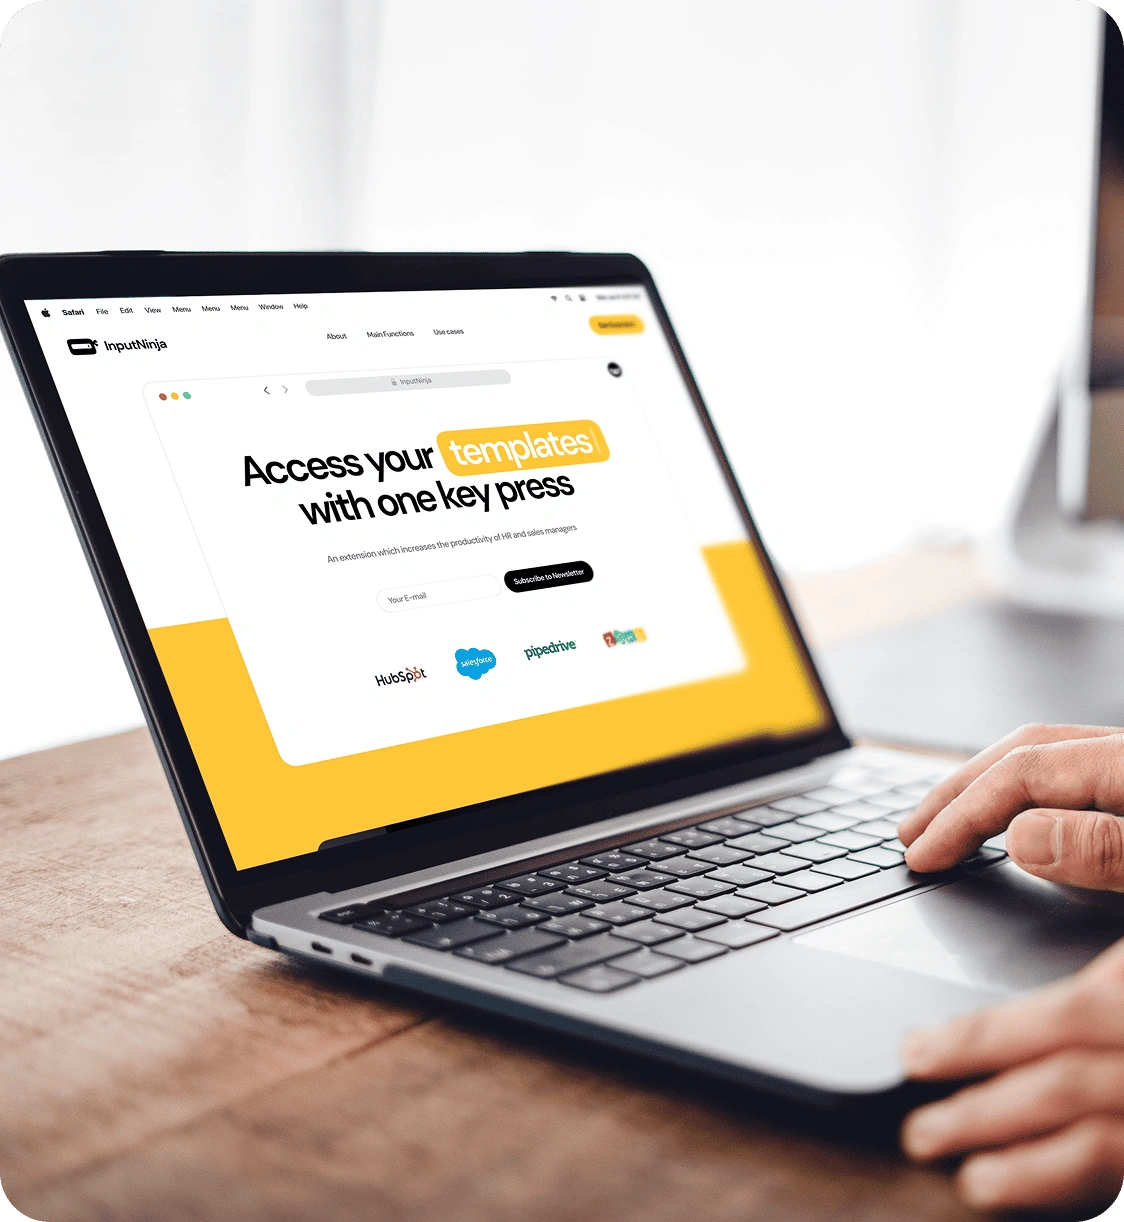 Safari File Edit View Menu Menu Menu Window Help
InputNinja
About Main Functions Use cases
InputNinja
Access your templates
with one key press
An extension which increases the productivity of HR and sales managers
Your E-mail
Subscribe to Newsletter
HubSpot
salesforce
pipedrive